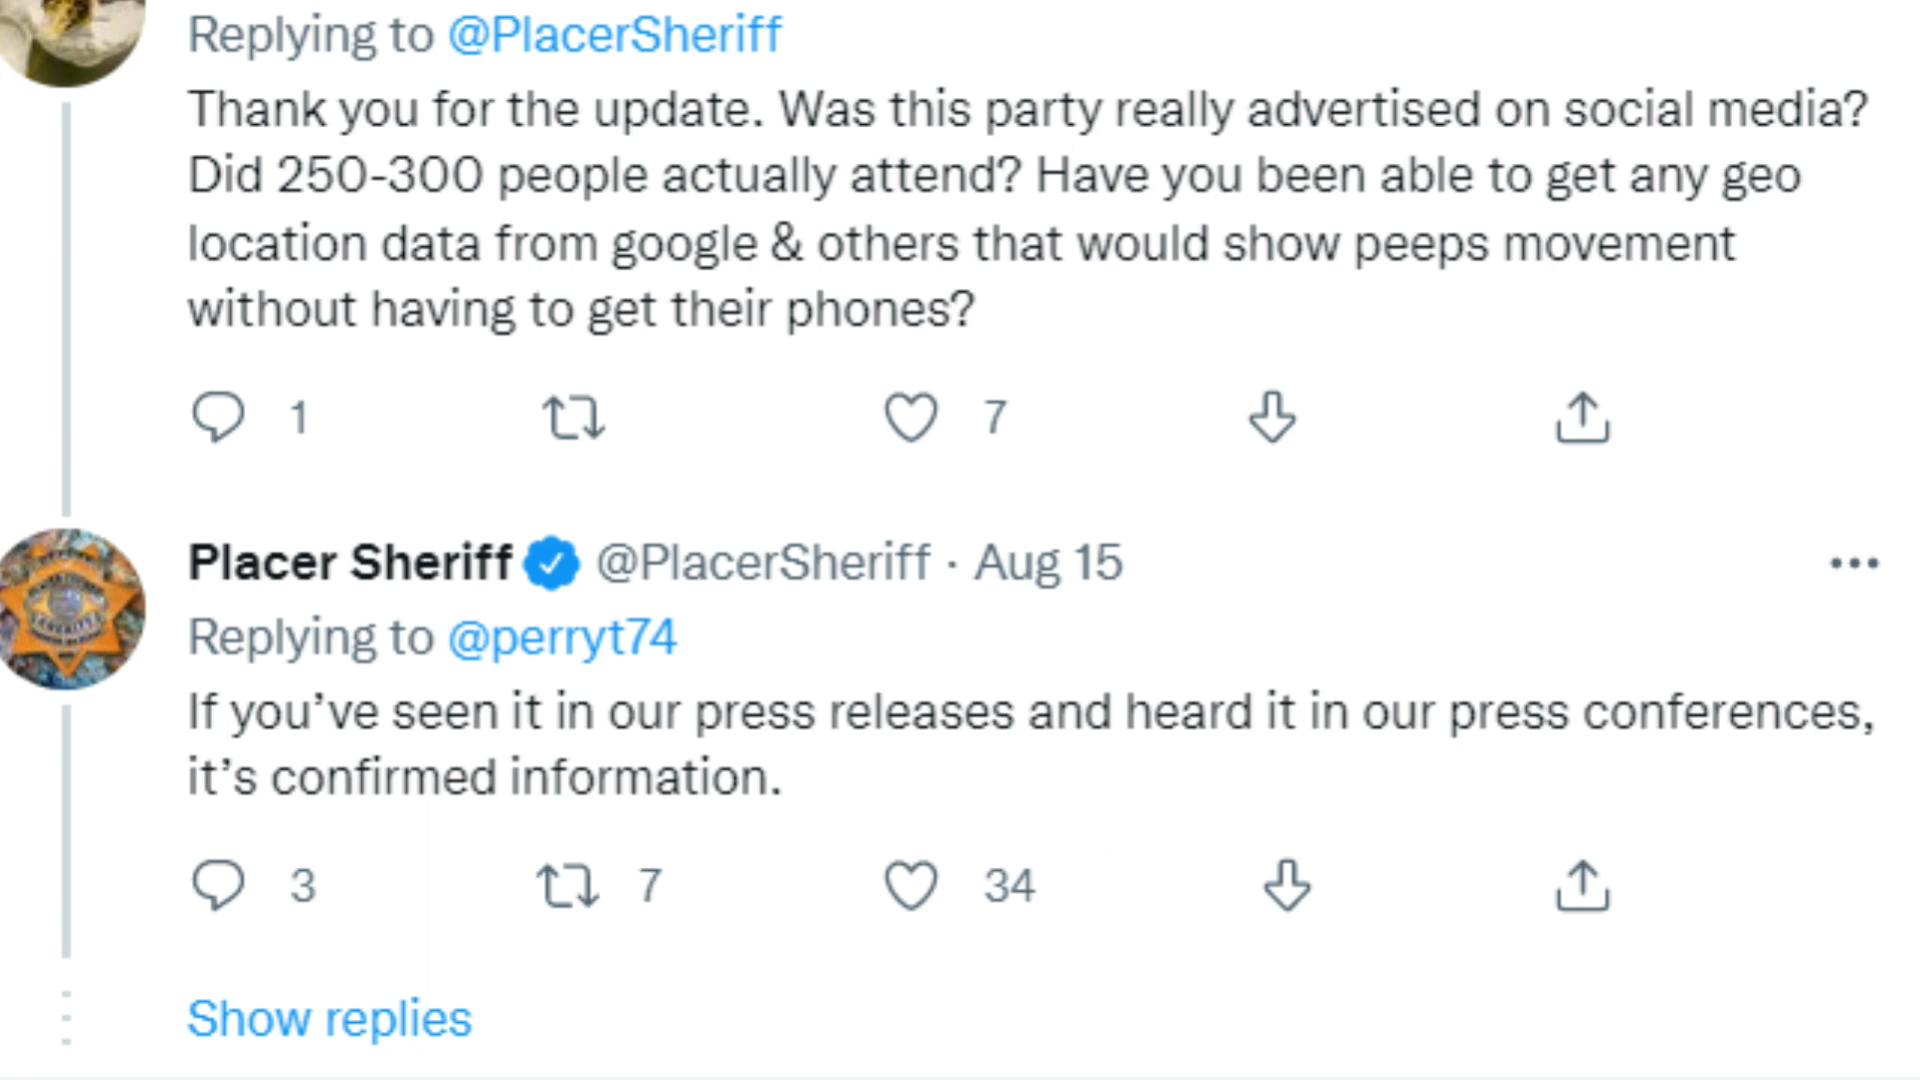 Replying to @PlacerSheriff
Thank you for the update. Was this party really advertised on social media?
Did 250-300 people actually attend? Have you been able to get any geo
location data from google & others that would show peeps movement
without having to get their phones?
1 7
Placer Sheriff @PlacerSheriff · Aug 15
Replying to @perryt74
If you’ve seen it in our press releases and heard it in our press conferences,
it’s confirmed information.
3 7 34
Show replies